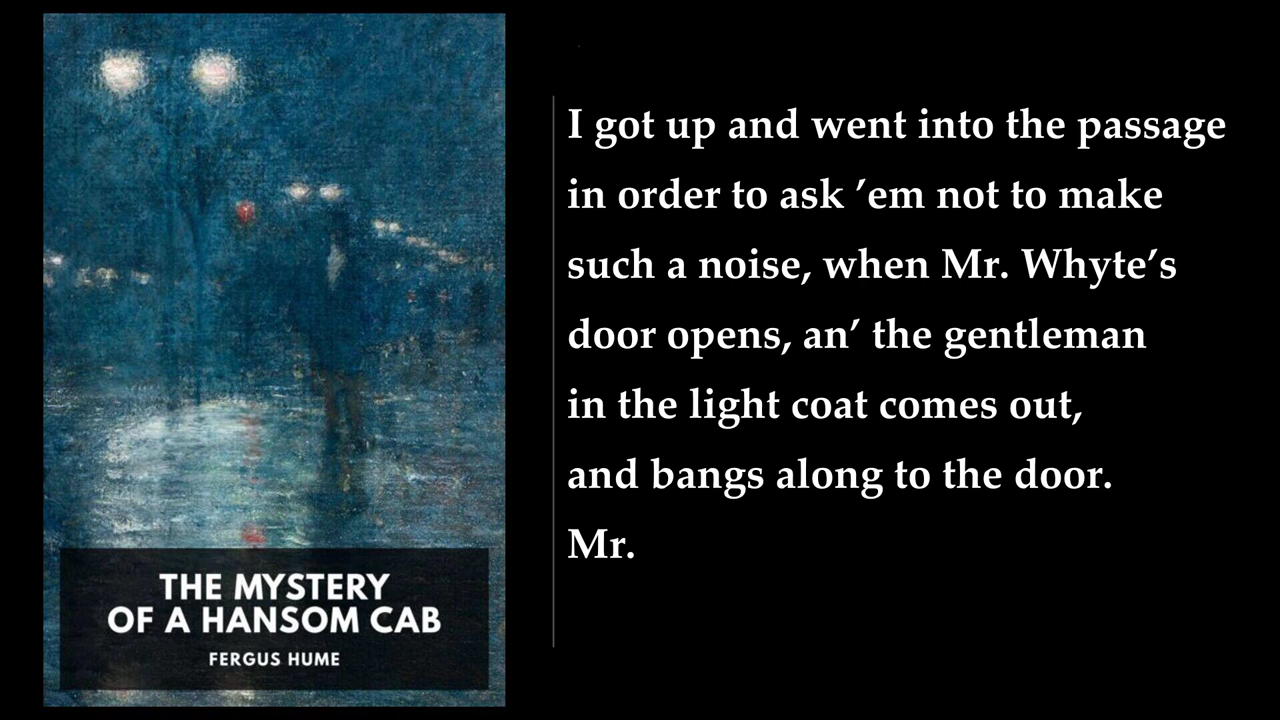 THE MYSTERY
OF A HANSOM CAB
FERGUS HUME
I got up and went into the passage
in order to ask ’em not to make
such a noise, when Mr. Whyte’s
door opens, an’ the gentleman
in the light coat comes out,
and bangs along to the door.
Mr.